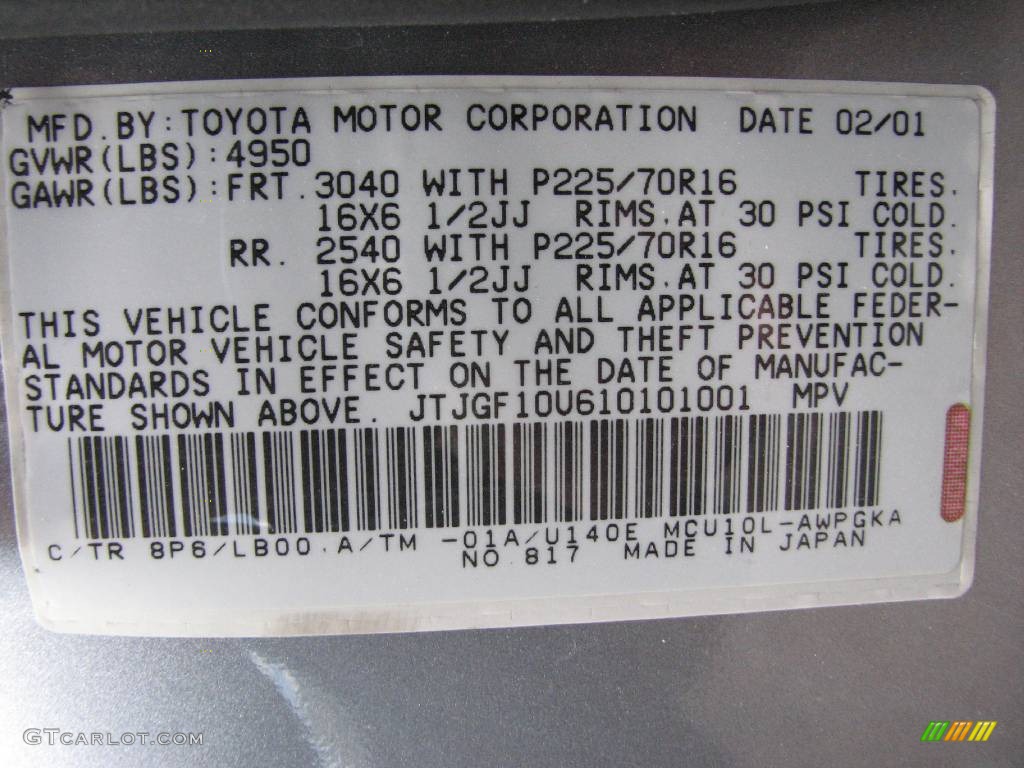 MFD.BY:TOYOTA MOTOR CORPORATION DATE 02/01
GVWR(LBS):4950
GAWR(LBS):FRT.3040 WITH P225/70R16 TIRES.
16X6 1/2JJ RIMS.AT 30 PSI COLD.
RR. 2540 WITH P225/70R16 TIRES.
16X6 1/2JJ RIMS.AT 30 PSI COLD.
THIS VEHICLE CONFORMS TO ALL APPLICABLE FEDER-
AL MOTOR VEHICLE SAFETY AND THEFT PREVENTION
STANDARDS IN EFFECT ON THE DATE OF MANUFAC-
TURE SHOWN ABOVE. JTJGF10U610101001 MPV
C/TR 8P6/LB00.A/TM -01A/U140E MCU10L-AWPGKA
NO.817 MADE IN JAPAN
GTCARLOT.COM